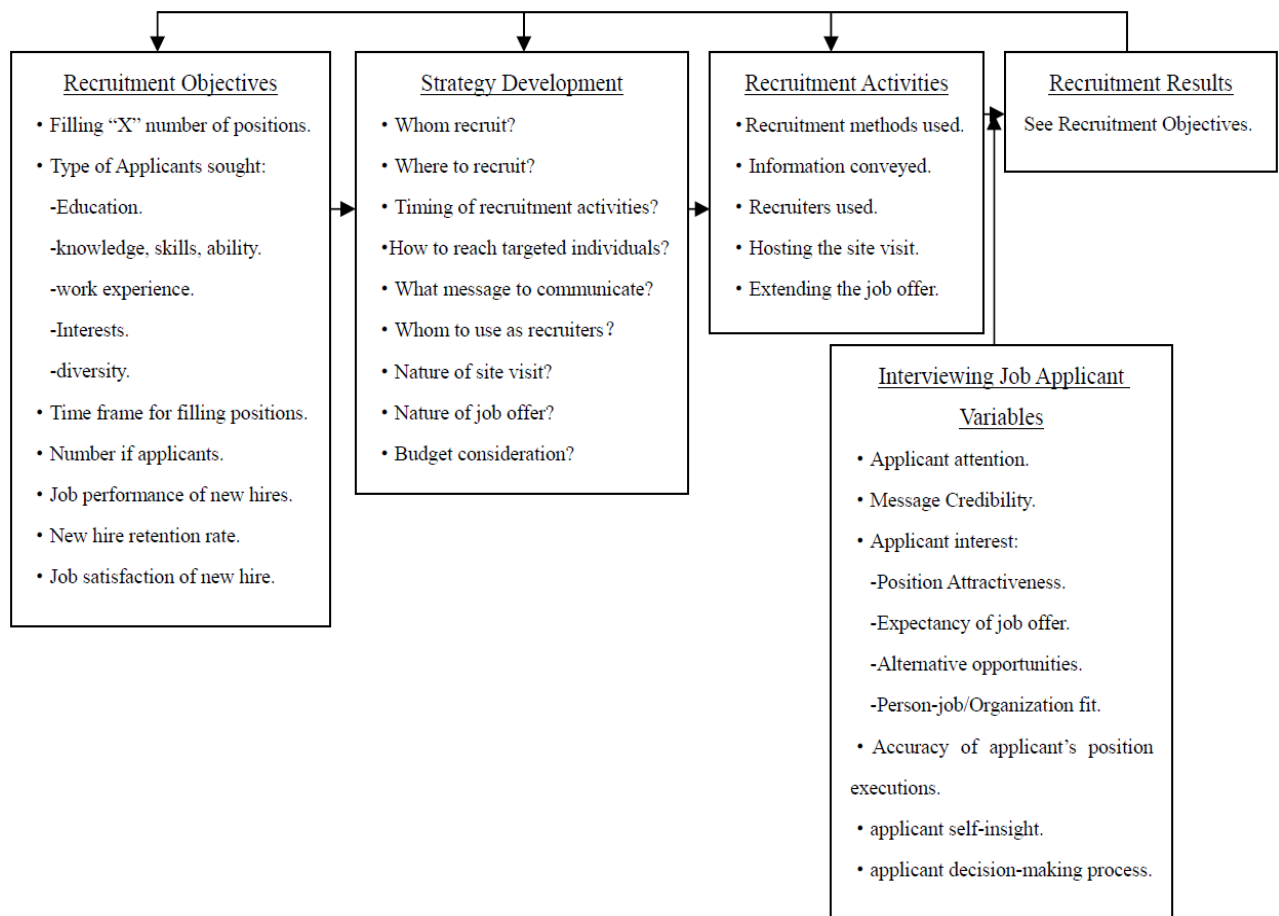 Recruitment Objectives
• Filling “X” number of positions.
• Type of Applicants sought:
-Education.
-knowledge, skills, ability.
-work experience.
-Interests.
-diversity.
• Time frame for filling positions.
• Number if applicants.
• Job performance of new hires.
• New hire retention rate.
• Job satisfaction of new hire.
Strategy Development
• Whom recruit?
• Where to recruit?
• Timing of recruitment activities?
•How to reach targeted individuals?
• What message to communicate?
• Whom to use as recruiters?
• Nature of site visit?
• Nature of job offer?
• Budget consideration?
Recruitment Activities
•Recruitment methods used.
• Information conveyed.
• Recruiters used.
• Hosting the site visit.
• Extending the job offer.
Recruitment Results
See Recruitment Objectives.
Interviewing Job Applicant
Variables
• Applicant attention.
• Message Credibility.
• Applicant interest:
-Position Attractiveness.
-Expectancy of job offer.
-Alternative opportunities.
-Person-job/Organization fit.
• Accuracy of applicant’s position
executions.
• applicant self-insight.
• applicant decision-making process.